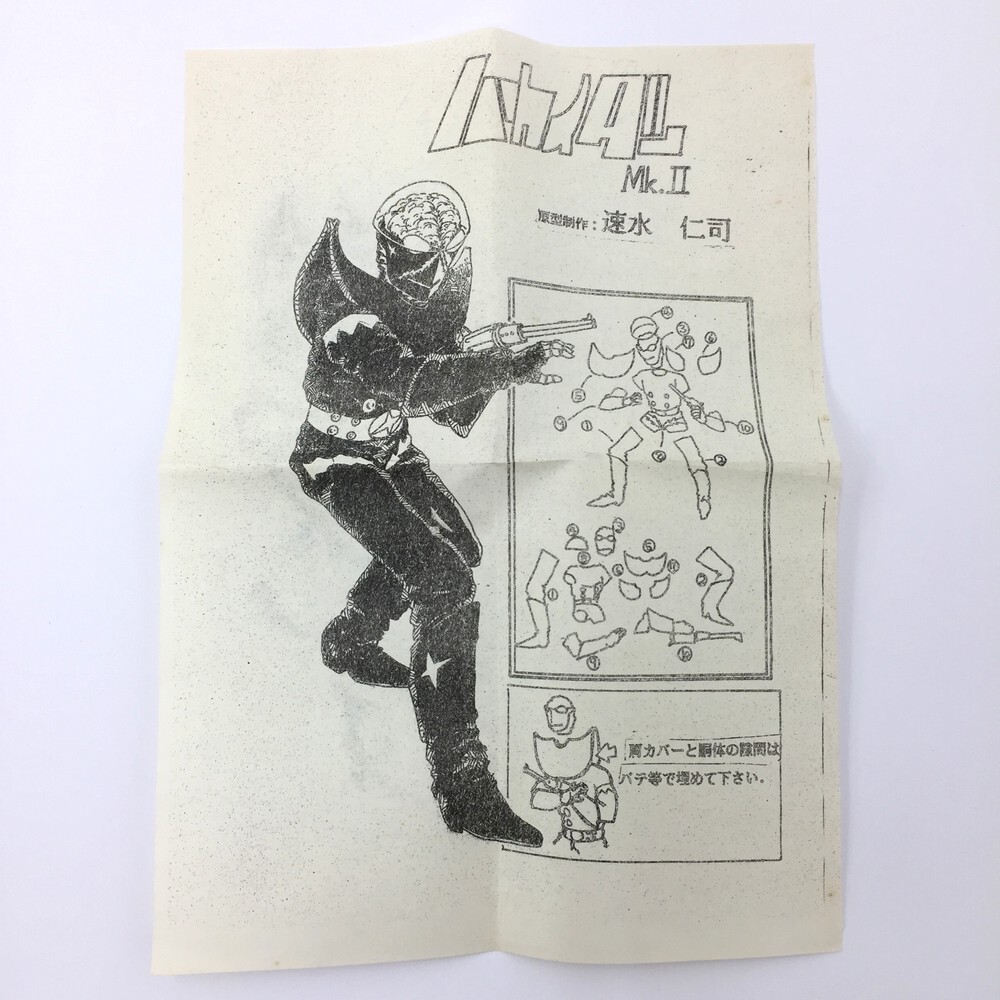 ハカイダー
Mk.II
原型制作：速水 仁司
肩カバーと胴体の隙間は
パテ等で埋めて下さい。